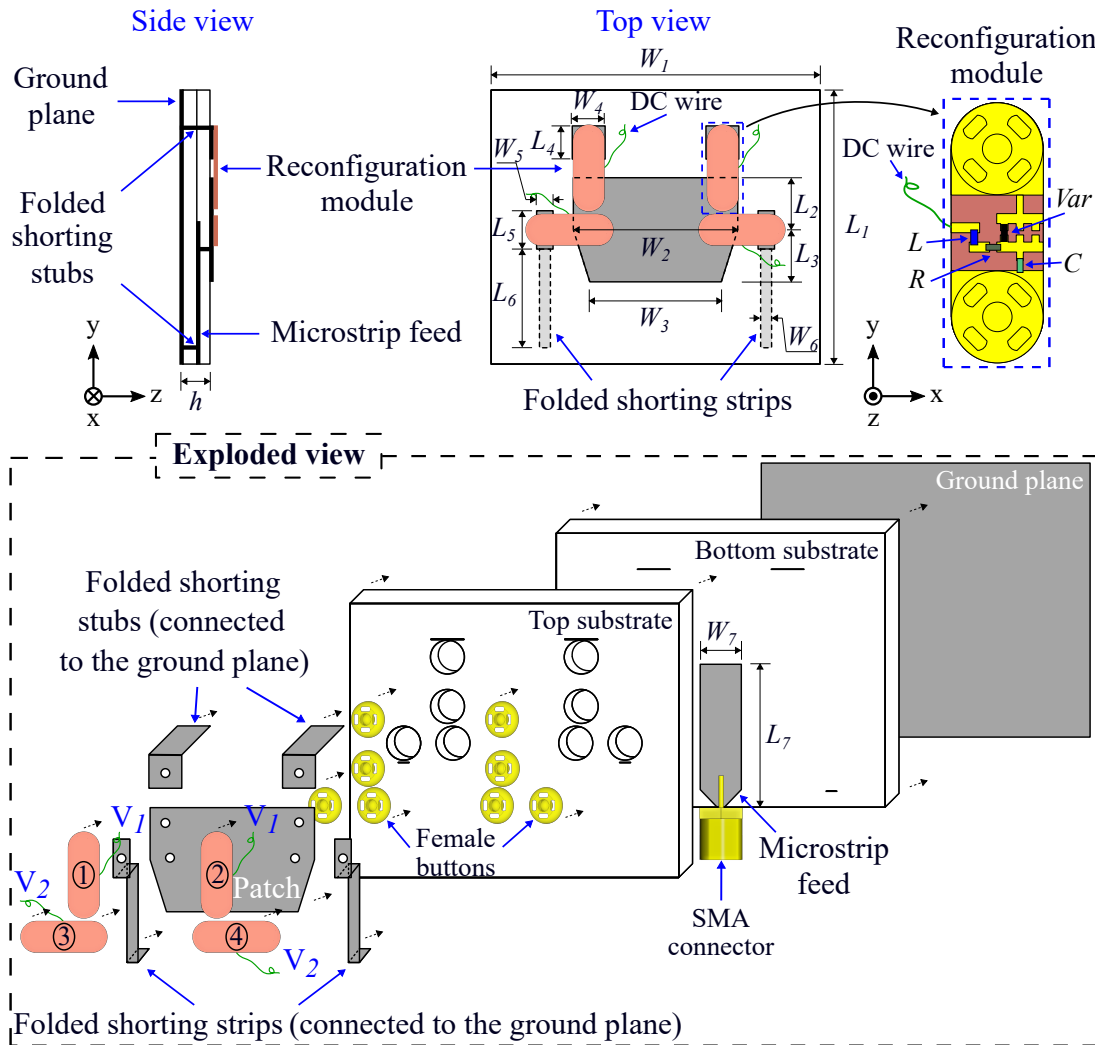 Side view
Top view
Reconfiguration
module
Ground
plane
W1
W4
DC wire
L4
W5
Reconfiguration
module
DC wire
Var
Folded
shorting
stubs
L2
L1
L5
W2
L3
L
R
C
L6
W3
W6
Microstrip feed
y
x
z
h
Folded shorting strips
y
z
x
Exploded view
Ground plane
Bottom substrate
Folded shorting
stubs (connected
to the ground plane)
Top substrate
W7
L7
V1
V1
Female
buttons
Microstrip
feed
①
②
Patch
V2
③
④
V2
SMA
connector
Folded shorting strips (connected to the ground plane)